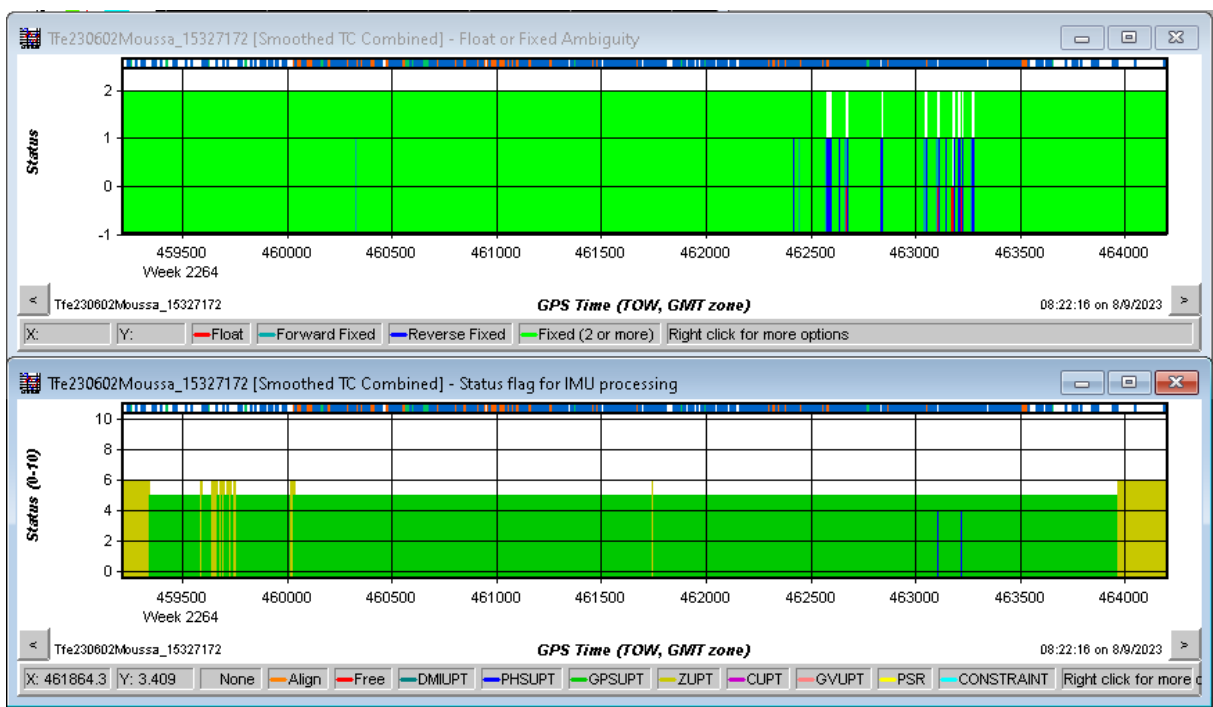 Tfe230602Moussa_15327172 [Smoothed TC Combined] - Float or Fixed Ambiguity
2
1
0
-1
Status
459500 460000 460500 461000 461500 462000 462500 463000 463500 464000
Week 2264
< Tfe230602Moussa_15327172 GPS Time (TOW, GMT zone) 08:22:16 on 8/9/2023 >
X: Y: Float Forward Fixed Reverse Fixed Fixed (2 or more) Right click for more options
Tfe230602Moussa_15327172 [Smoothed TC Combined] - Status flag for IMU processing
10
8
6
4
2
0
Status (0-10)
459500 460000 460500 461000 461500 462000 462500 463000 463500 464000
Week 2264
< Tfe230602Moussa_15327172 GPS Time (TOW, GMT zone) 08:22:16 on 8/9/2023 >
X: 461864.3 Y: 3.409 None Align Free DMIUPT PHSUPT GPSUPT ZUPT CUPT GVUPT PSR CONSTRAINT Right click for more